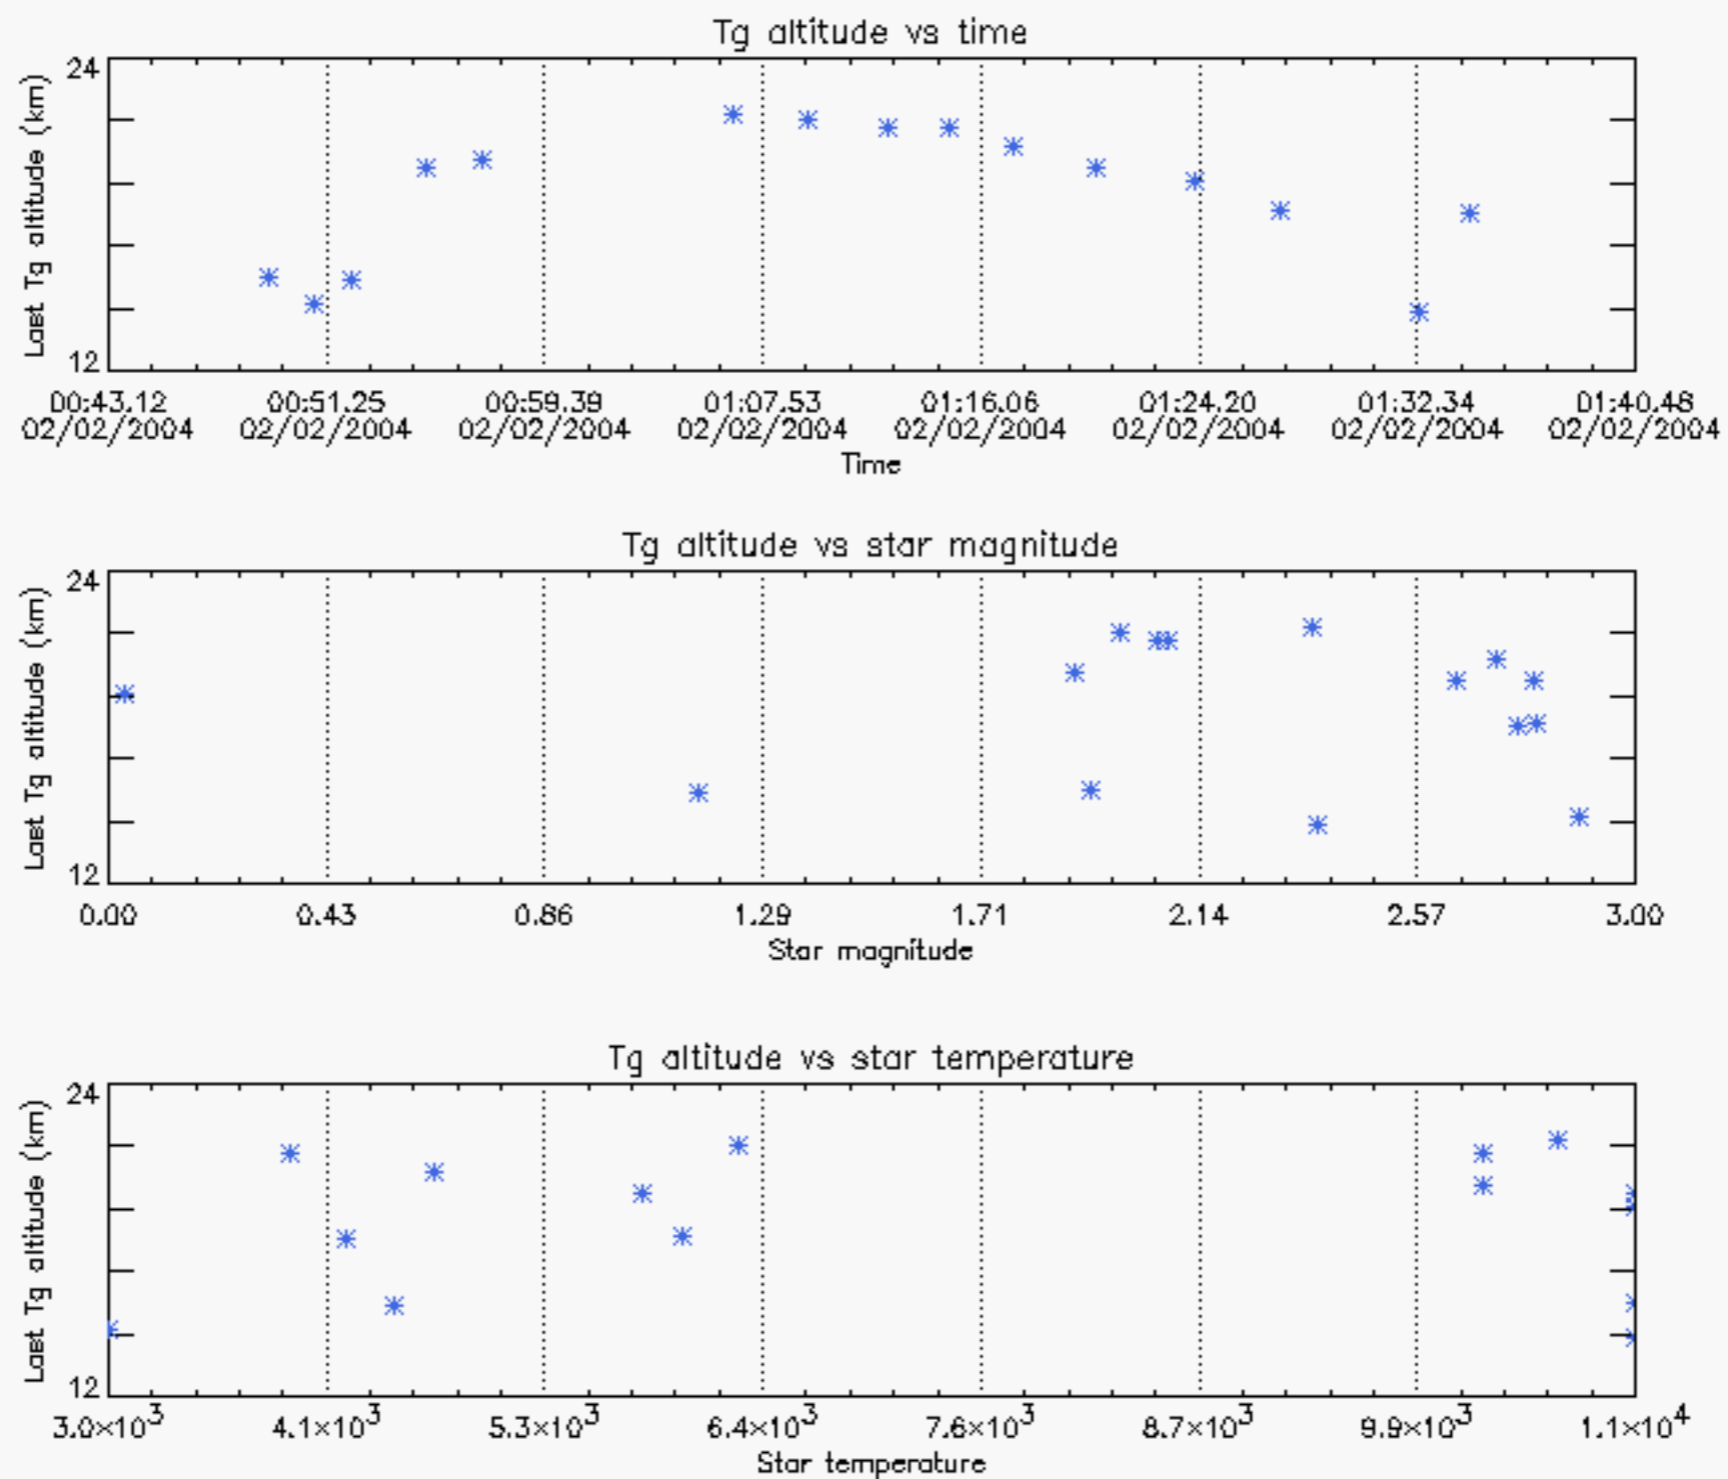 Tg altitude vs time
Last Tg altitude (km)
24
12
00:43.12 00:51.25 00:59.39 01:07.53 01:16.06 01:24.20 01:32.34 01:40.48
02/02/2004 02/02/2004 02/02/2004 02/02/2004 02/02/2004 02/02/2004 02/02/2004 02/02/2004
Time
Tg altitude vs star magnitude
Last Tg altitude (km)
24
12
0.00 0.43 0.86 1.29 1.71 2.14 2.57 3.00
Star magnitude
Tg altitude vs star temperature
Last Tg altitude (km)
24
12
3.0×10³ 4.1×10³ 5.3×10³ 6.4×10³ 7.6×10³ 8.7×10³ 9.9×10³ 1.1×10⁴
Star temperature